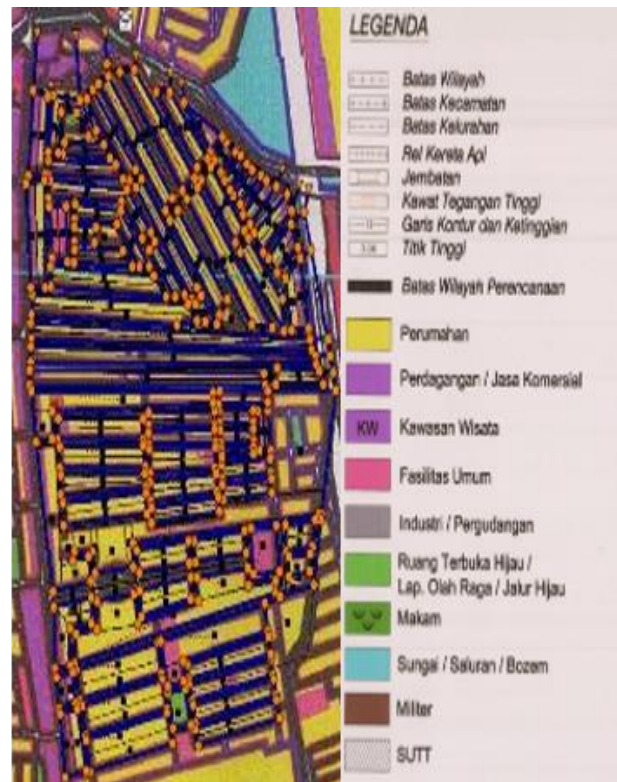 LEGENDA
Batas Wilayah
Batas Kecamatan
Batas Kelurahan
Rel Kereta Api
Jembatan
Kawat Tegangan Tinggi
Garis Kontur dan Ketinggian
Titik Tinggi
Batas Wilayah Perencanaan
Perumahan
Perdagangan / Jasa Komersial
KW Kawasan Wisata
Fasilitas Umum
Industri / Pergudangan
Ruang Terbuka Hijau /
Lap. Olah Raga / Jalur Hijau
Makam
Sungai / Saluran / Bozem
Militer
SUTT